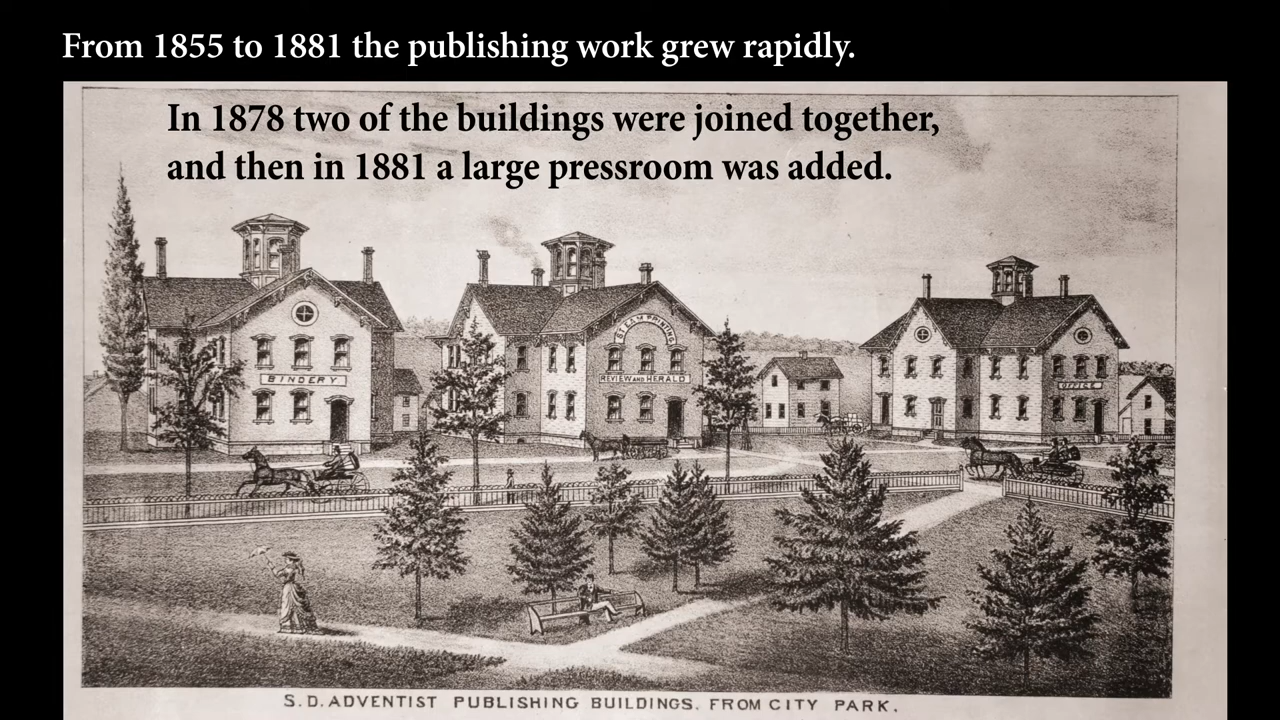 From 1855 to 1881 the publishing work grew rapidly.
In 1878 two of the buildings were joined together,
and then in 1881 a large pressroom was added.
STEAM PRINTING
BINDERY
REVIEW AND HERALD
OFFICE
S.D.ADVENTIST PUBLISHING BUILDINGS. FROM CITY PARK.